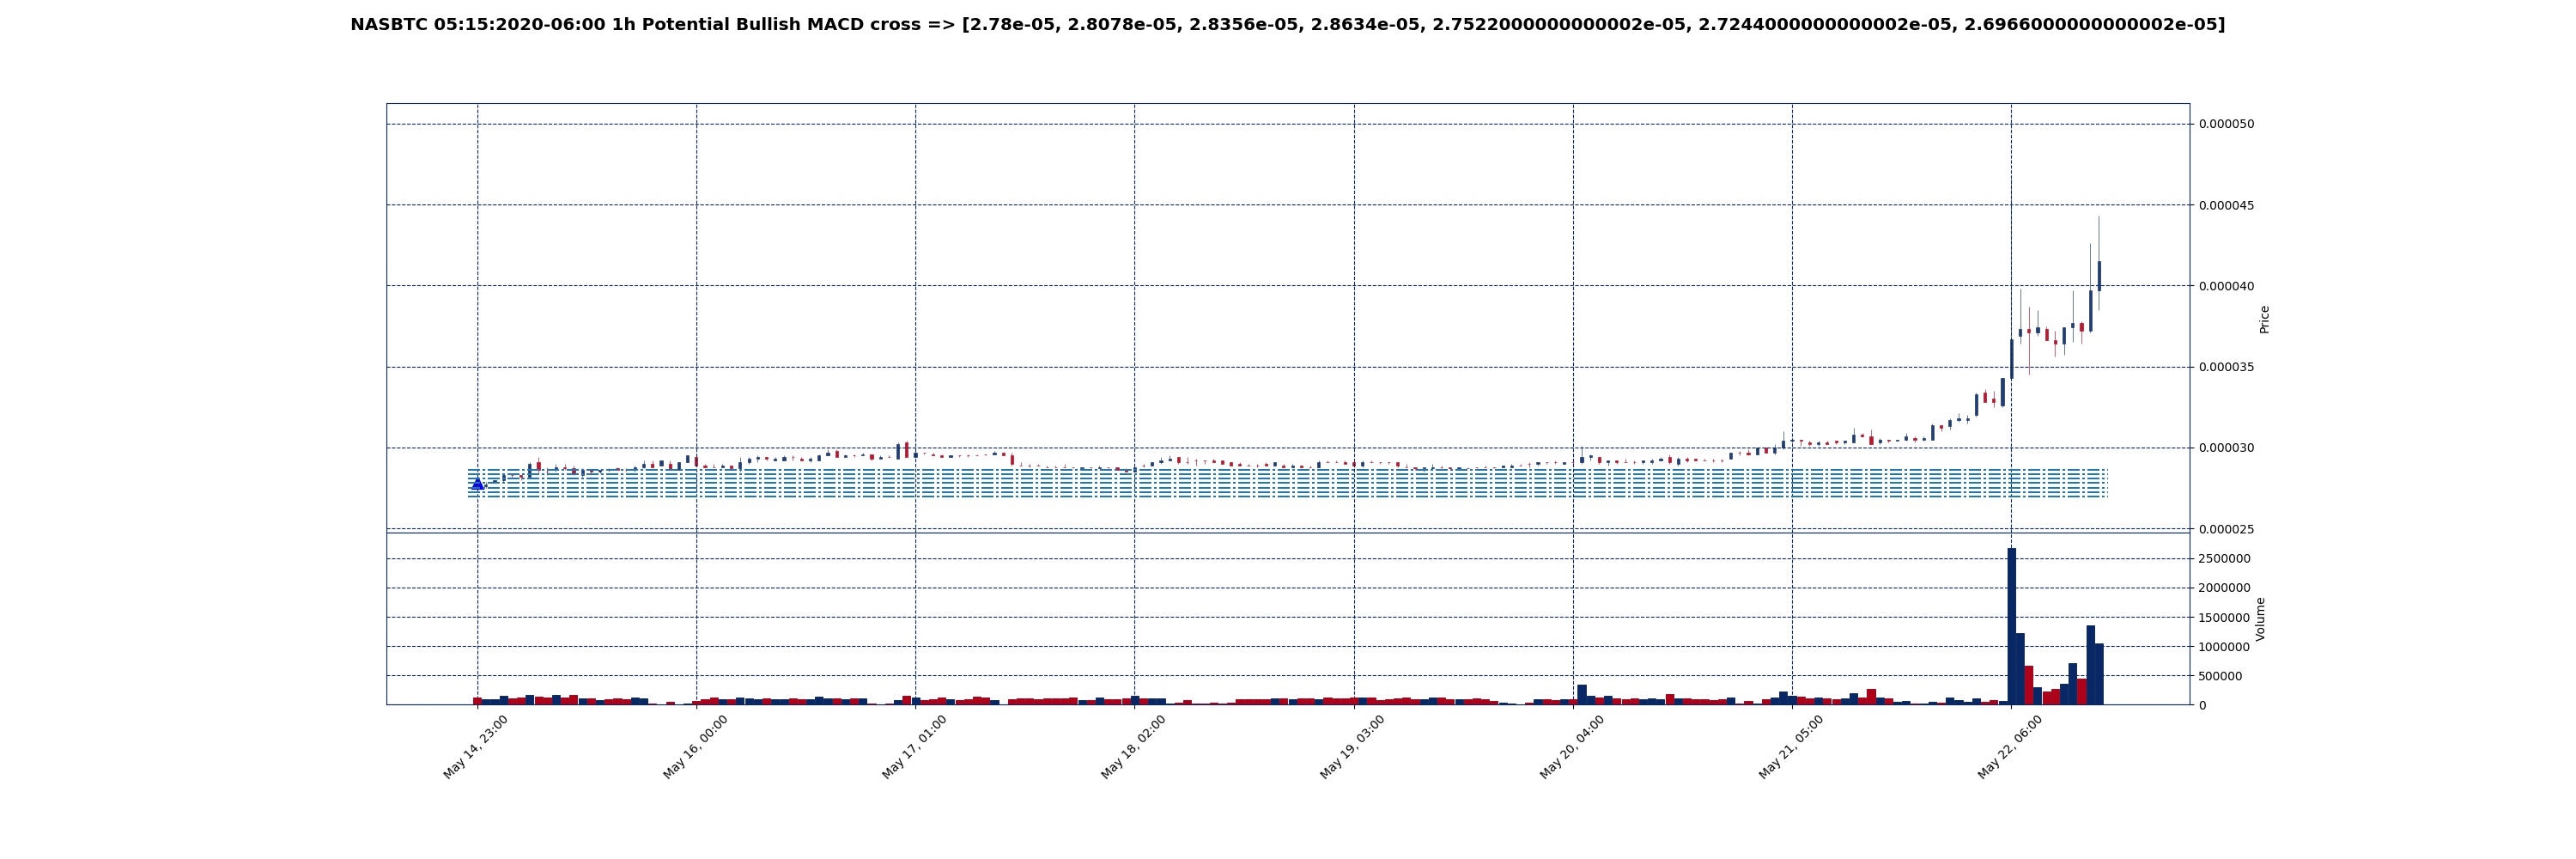 NASBTC 05:15:2020-06:00 1h Potential Bullish MACD cross => [2.78e-05, 2.8078e-05, 2.8356e-05, 2.8634e-05, 2.7522000000000002e-05, 2.7244000000000002e-05, 2.6966000000000002e-05]
0.000050
0.000045
0.000040
0.000035
0.000030
0.000025
Price
2500000
2000000
1500000
1000000
500000
0
Volume
May 14, 23:00
May 16, 00:00
May 17, 01:00
May 18, 02:00
May 19, 03:00
May 20, 04:00
May 21, 05:00
May 22, 06:00